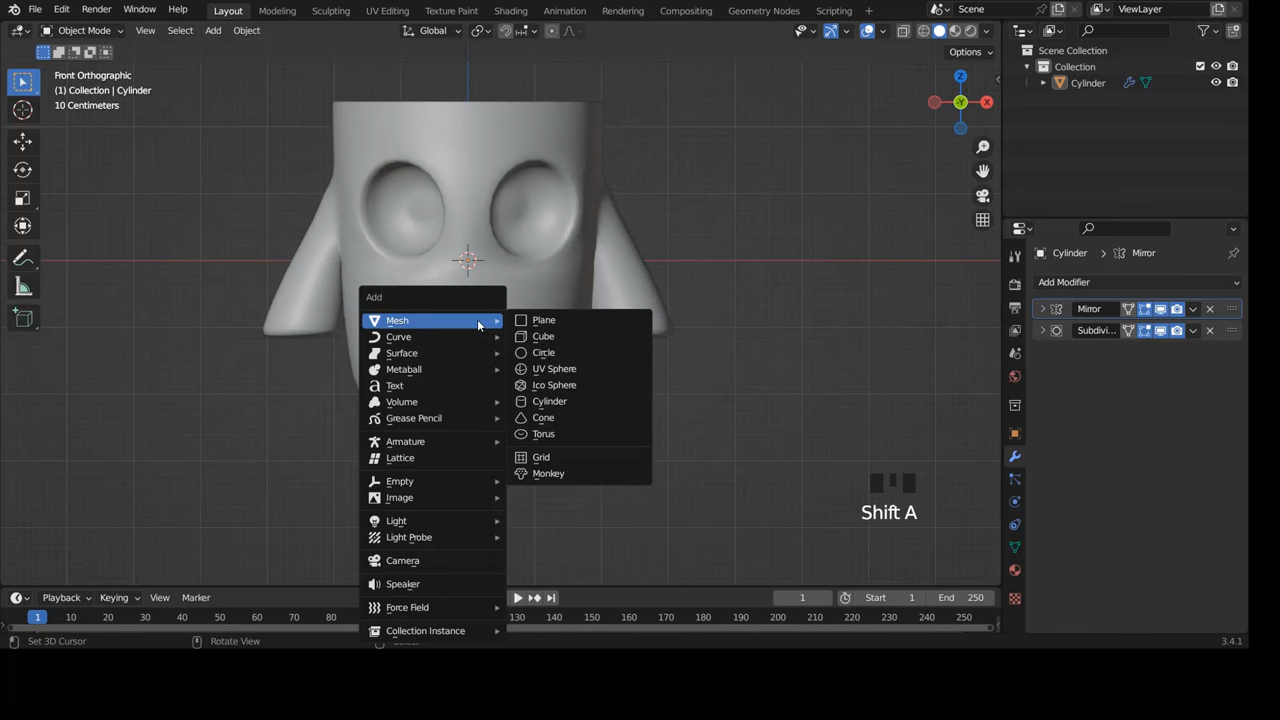 File Edit Render Window Help Layout Modeling Sculpting UV Editing Texture Paint Shading Animation Rendering Compositing Geometry Nodes Scripting Scene ViewLayer
Object Mode View Select Add Object Global
Options
Front Orthographic
(1) Collection | Cylinder
10 Centimeters
Z
-Y
X
Scene Collection
Collection
Cylinder
Cylinder Mirror
Add Modifier
Mirror
Subdivi...
Add
Mesh
Curve
Surface
Metaball
Text
Volume
Grease Pencil
Armature
Lattice
Empty
Image
Light
Light Probe
Camera
Speaker
Force Field
Collection Instance
Plane
Cube
Circle
UV Sphere
Ico Sphere
Cylinder
Cone
Torus
Grid
Monkey
Shift A
Playback Keying View Marker 1 Start 1 End 250
1 10 20 30 40 50 60 70 80 130 140 150 160 170 180 190 200 210 220 230 240 250
Set 3D Cursor Rotate View Select 3.4.1